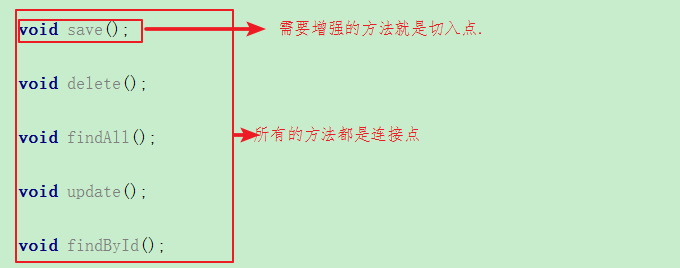 void save(); 需要增强的方法就是切入点.
void delete();
void findAll(); 所有的方法都是连接点
void update();
void findById();